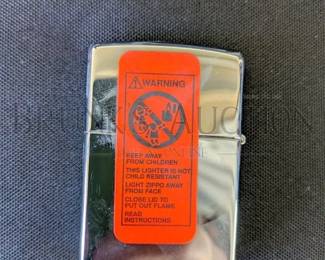 WARNING
KEEP AWAY
FROM CHILDREN
THIS LIGHTER IS NOT
CHILD RESISTANT
LIGHT ZIPPO AWAY
FROM FACE
CLOSE LID TO
PUT OUT FLAME
READ
INSTRUCTIONS